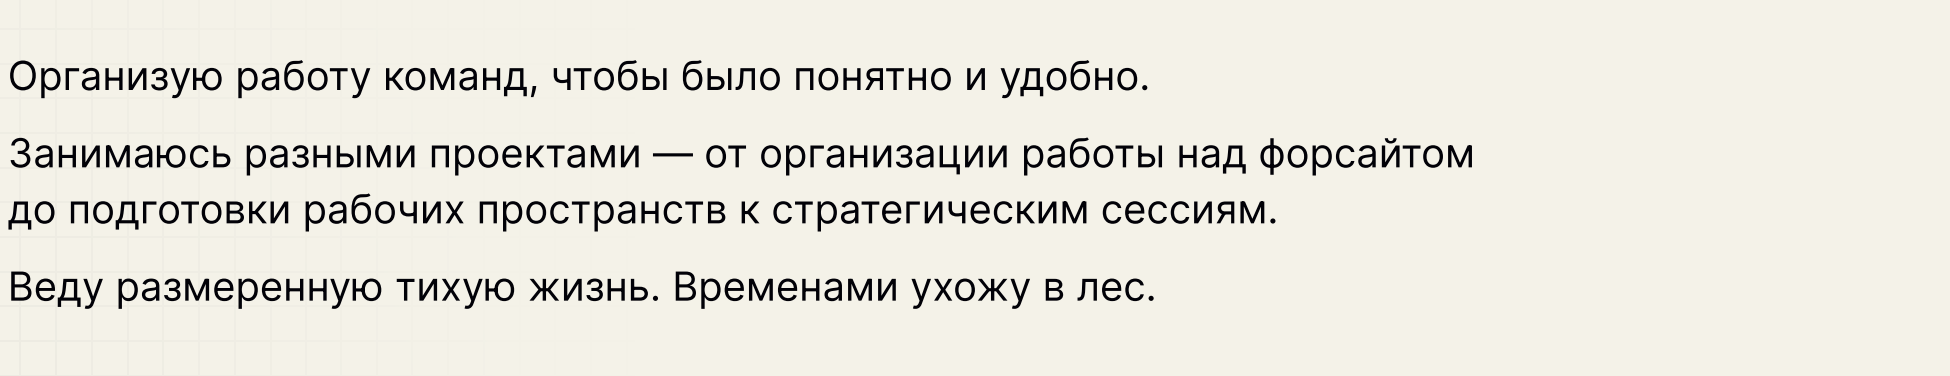 Организую работу команд, чтобы было понятно и удобно.
Занимаюсь разными проектами — от организации работы над форсайтом
до подготовки рабочих пространств к стратегическим сессиям.
Веду размеренную тихую жизнь. Временами ухожу в лес.